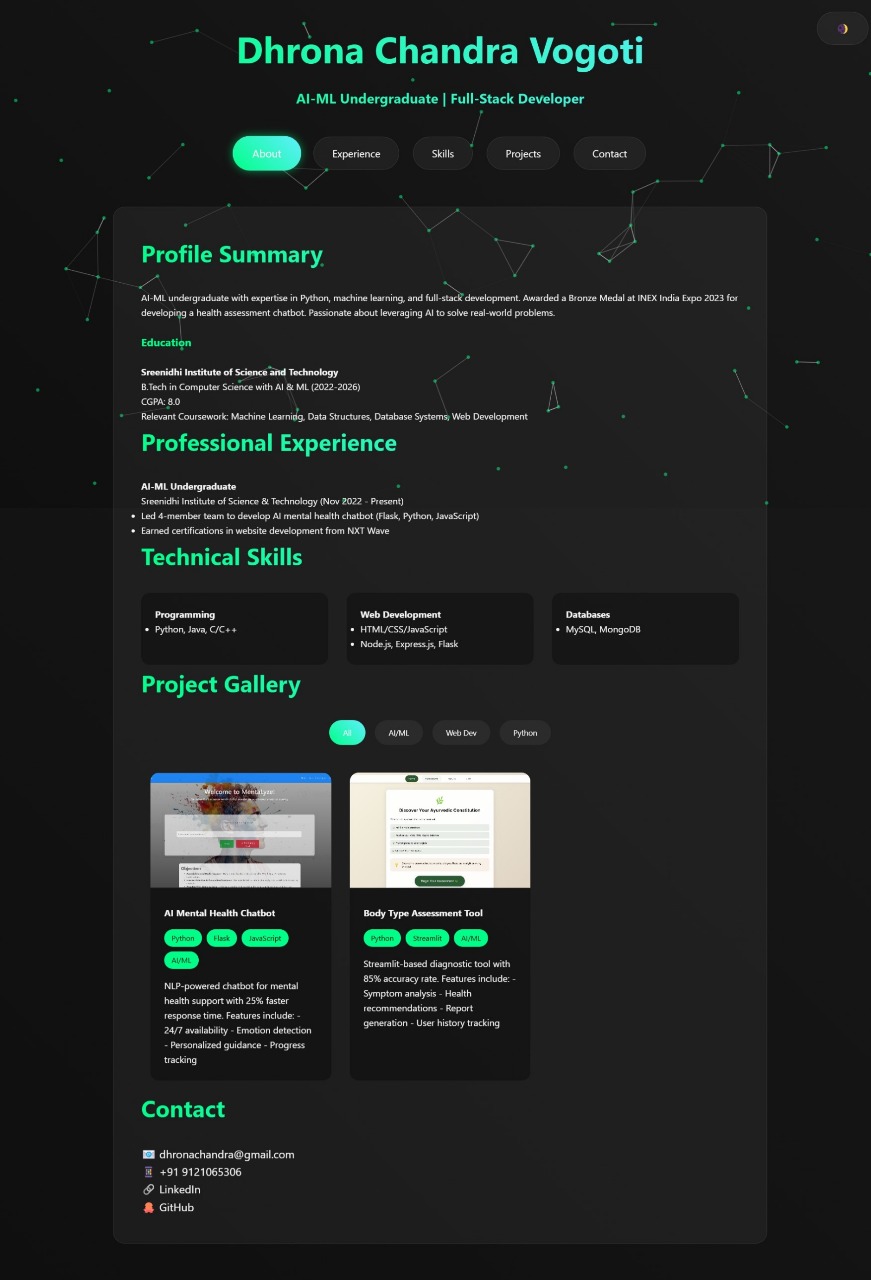 Dhrona Chandra Vogoti
AI-ML Undergraduate | Full-Stack Developer
About
Experience
Skills
Projects
Contact
Profile Summary
AI-ML undergraduate with expertise in Python, machine learning, and full-stack development. Awarded a Bronze Medal at INEX India Expo 2023 for
developing a health assessment chatbot. Passionate about leveraging AI to solve real-world problems.
Education
Sreenidhi Institute of Science and Technology
B.Tech in Computer Science with AI & ML (2022-2026)
CGPA: 8.0
Relevant Coursework: Machine Learning, Data Structures, Database Systems, Web Development
Professional Experience
AI-ML Undergraduate
Sreenidhi Institute of Science & Technology (Nov 2022 - Present)
• Led 4-member team to develop AI mental health chatbot (Flask, Python, JavaScript)
• Earned certifications in website development from NXT Wave
Technical Skills
Programming
• Python, Java, C/C++
Web Development
• HTML/CSS/JavaScript
• Node.js, Express.js, Flask
Databases
• MySQL, MongoDB
Project Gallery
All
AI/ML
Web Dev
Python
Welcome to Mentalyze!
Objectives
AI Mental Health Chatbot
Python
Flask
JavaScript
AI/ML
NLP-powered chatbot for mental
health support with 25% faster
response time. Features include: -
24/7 availability - Emotion detection
- Personalized guidance - Progress
tracking
Discover Your Ayurvedic Constitution
Body Type Assessment Tool
Python
Streamlit
AI/ML
Streamlit-based diagnostic tool with
85% accuracy rate. Features include: -
Symptom analysis - Health
recommendations - Report
generation - User history tracking
Contact
dhronachandra@gmail.com
+91 9121065306
LinkedIn
GitHub